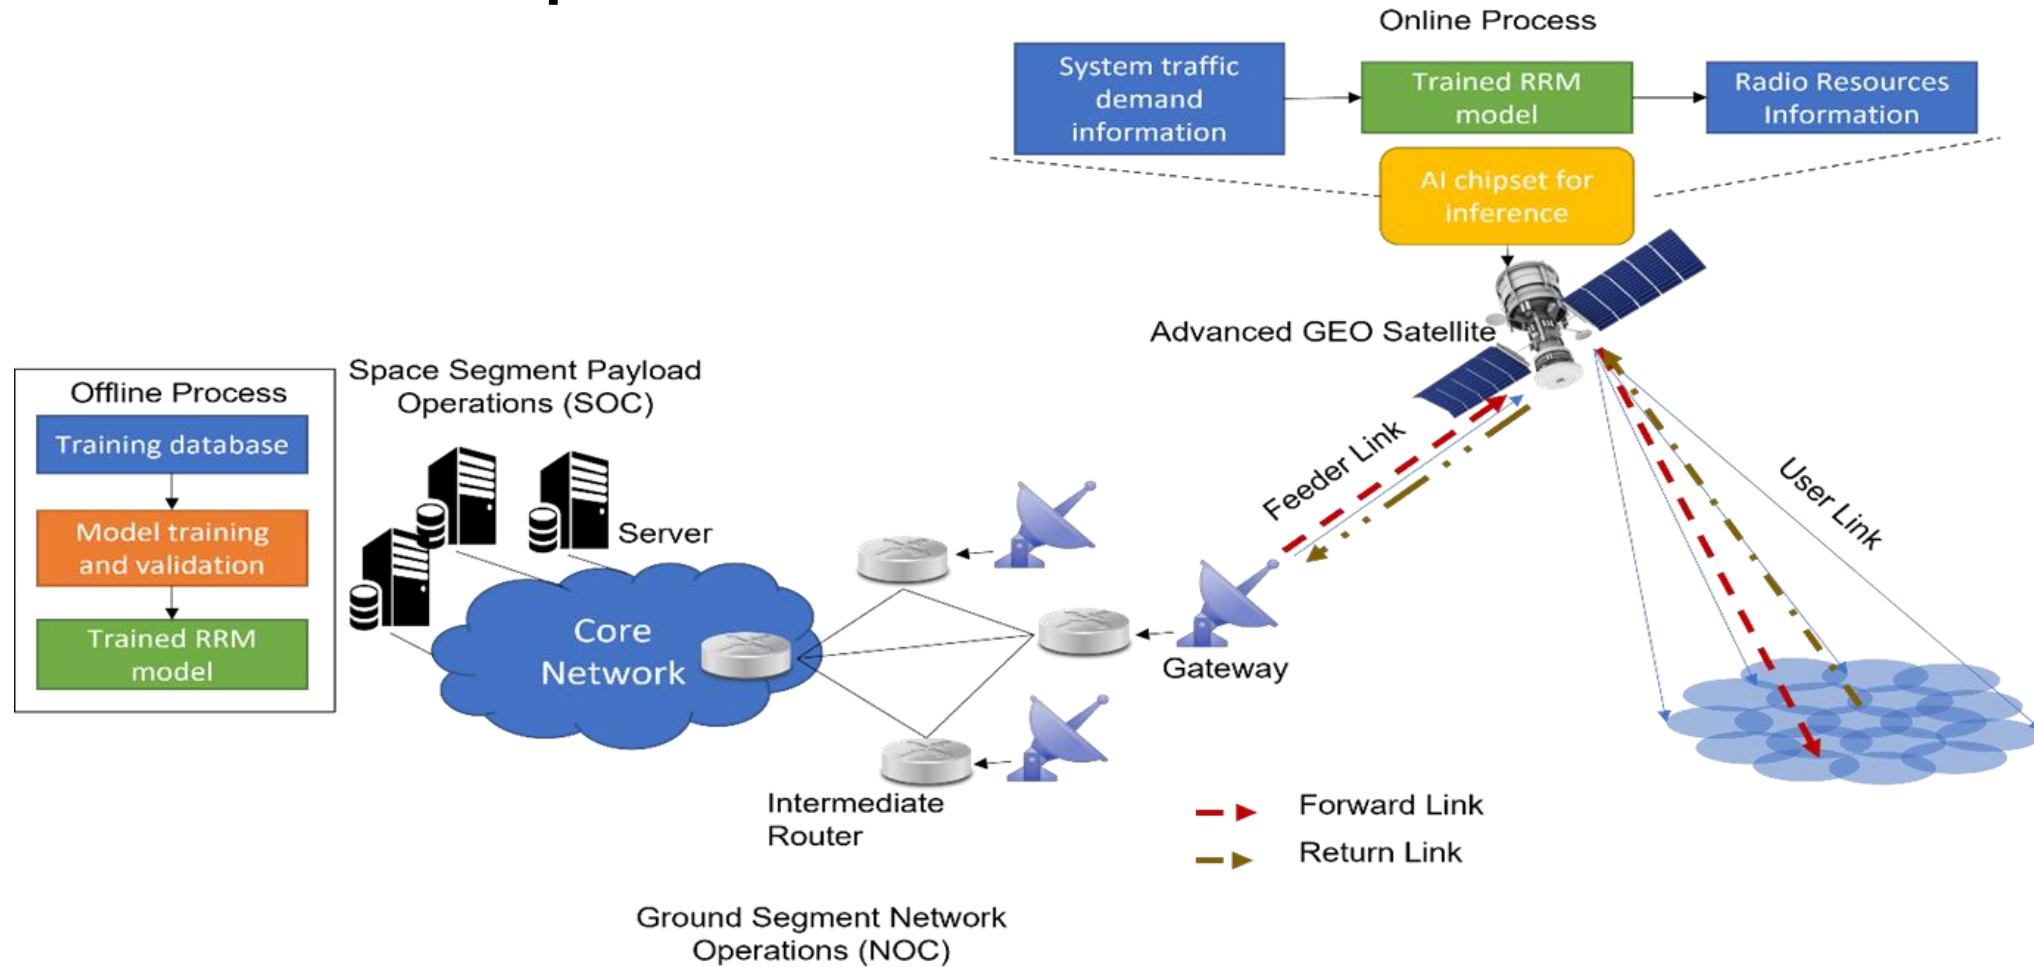 Online Process
System traffic
demand
information
Trained RRM
model
Radio Resources
Information
AI chipset for
inference
Advanced GEO Satellite
Space Segment Payload
Operations (SOC)
Offline Process
Training database
Model training
and validation
Trained RRM
model
Server
Core
Network
Feeder Link
User Link
Gateway
Intermediate
Router
Forward Link
Return Link
Ground Segment Network
Operations (NOC)